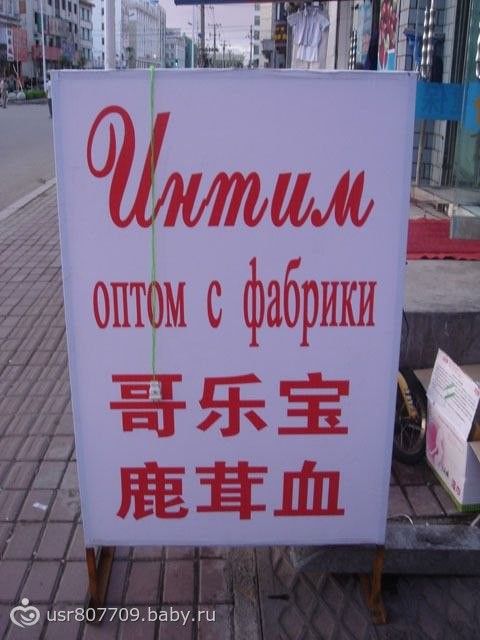 Интим
оптом с фабрики
哥乐宝
鹿茸血
usr807709.baby.ru